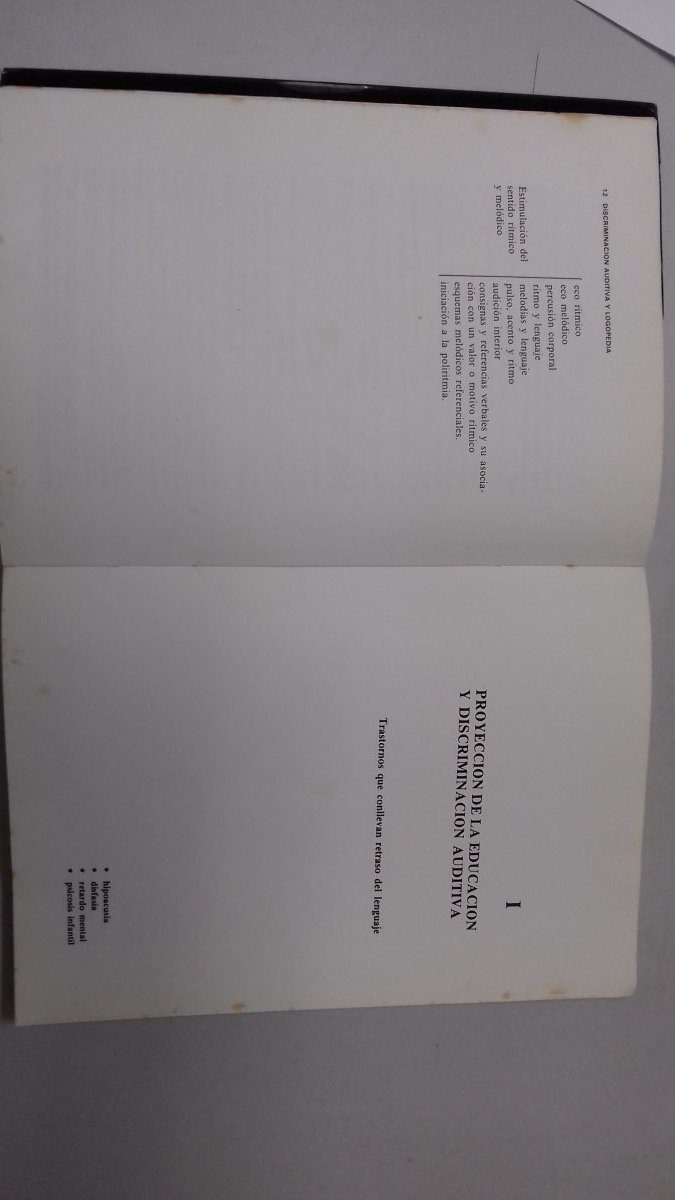 12 DISCRIMINACION AUDITIVA Y LOGOPEDIA
Estimulación del
sentido rítmico
y melódico
eco rítmico
eco melódico
percusión corporal
ritmo y lenguaje
melodías y lenguaje
pulso, acento y ritmo
audición interior
consignas y referencias verbales y su asocia-
ción con un valor o motivo rítmico
esquemas melódicos referenciales.
iniciación a la polirritmia.
I
PROYECCION DE LA EDUCACION
Y DISCRIMINACION AUDITIVA
Trastornos que conllevan retraso del lenguaje
• hipoacusia
• disfasia
• retardo mental
• psicosis infantil